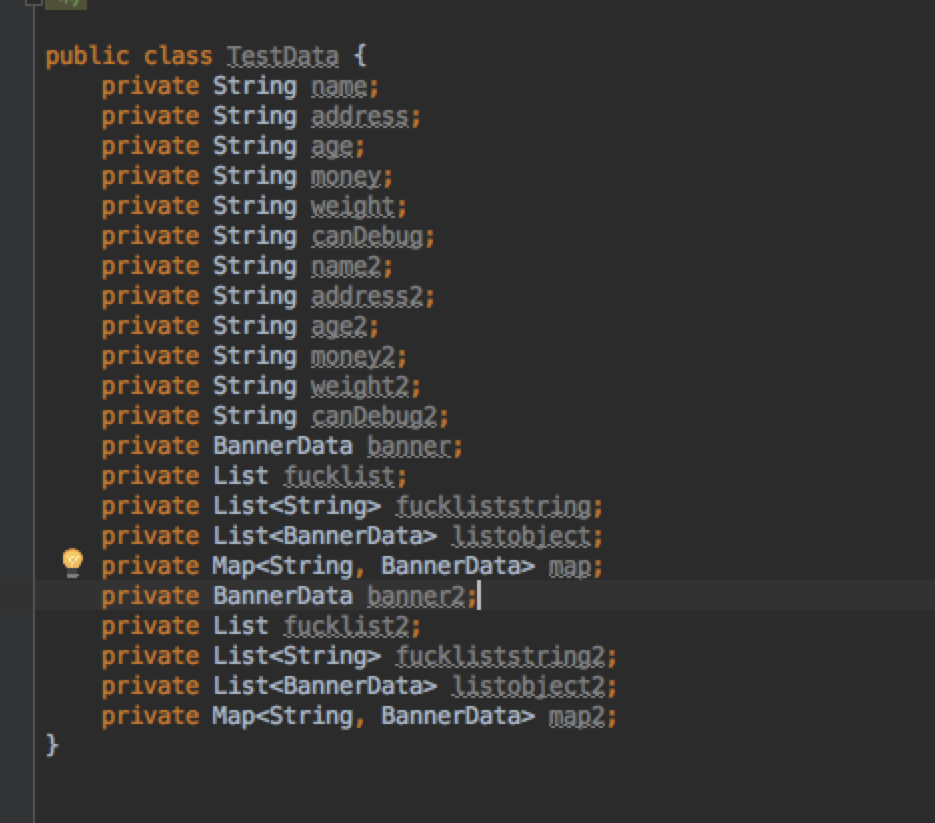 public class TestData {
private String name;
private String address;
private String age;
private String money;
private String weight;
private String canDebug;
private String name2;
private String address2;
private String age2;
private String money2;
private String weight2;
private String canDebug2;
private BannerData banner;
private List fucklist;
private List<String> fuckliststring;
private List<BannerData> listobject;
private Map<String, BannerData> map;
private BannerData banner2;
private List fucklist2;
private List<String> fuckliststring2;
private List<BannerData> listobject2;
private Map<String, BannerData> map2;
}